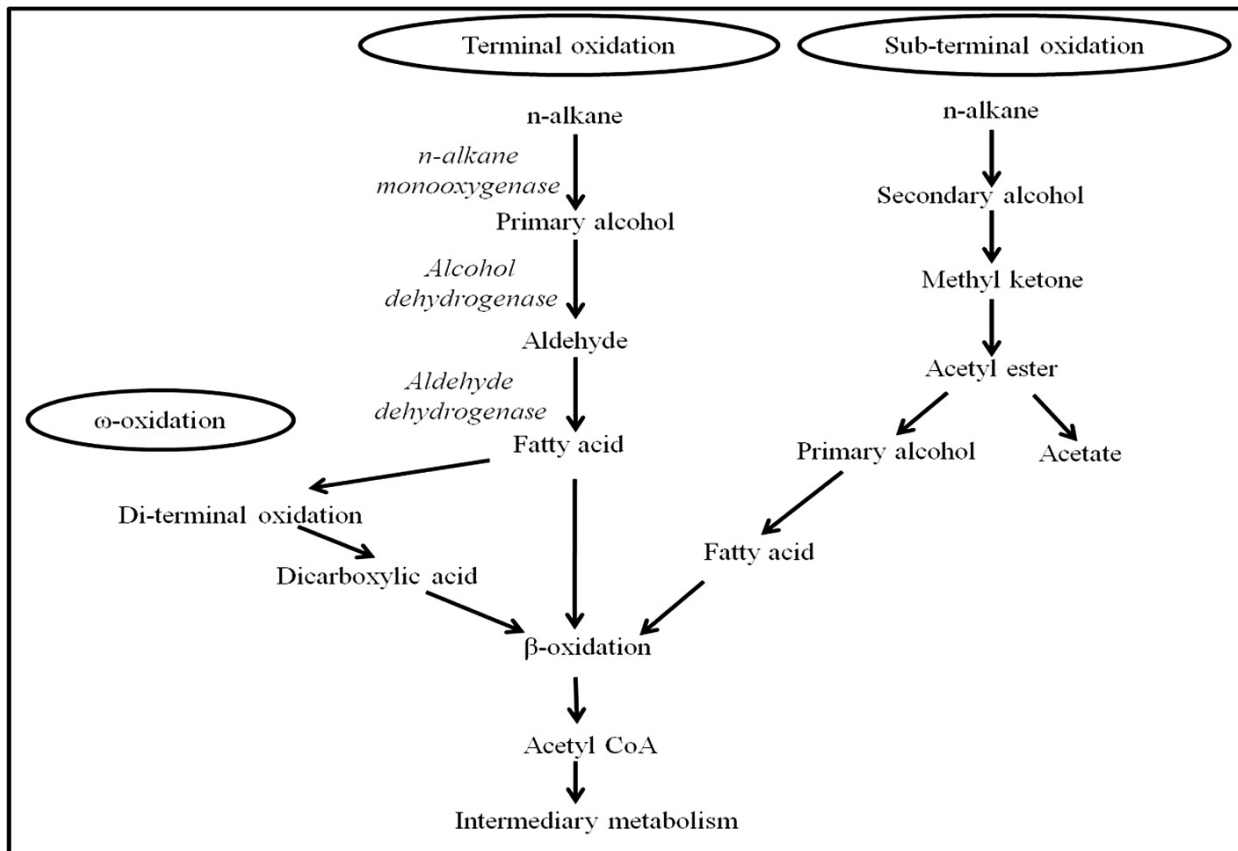 Terminal oxidation
Sub-terminal oxidation
n-alkane
n-alkane
n-alkane
monooxygenase
Secondary alcohol
Primary alcohol
Alcohol
dehydrogenase
Methyl ketone
Aldehyde
Acetyl ester
Aldehyde
dehydrogenase
ω-oxidation
Fatty acid
Primary alcohol
Acetate
Di-terminal oxidation
Fatty acid
Dicarboxylic acid
β-oxidation
Acetyl CoA
Intermediary metabolism